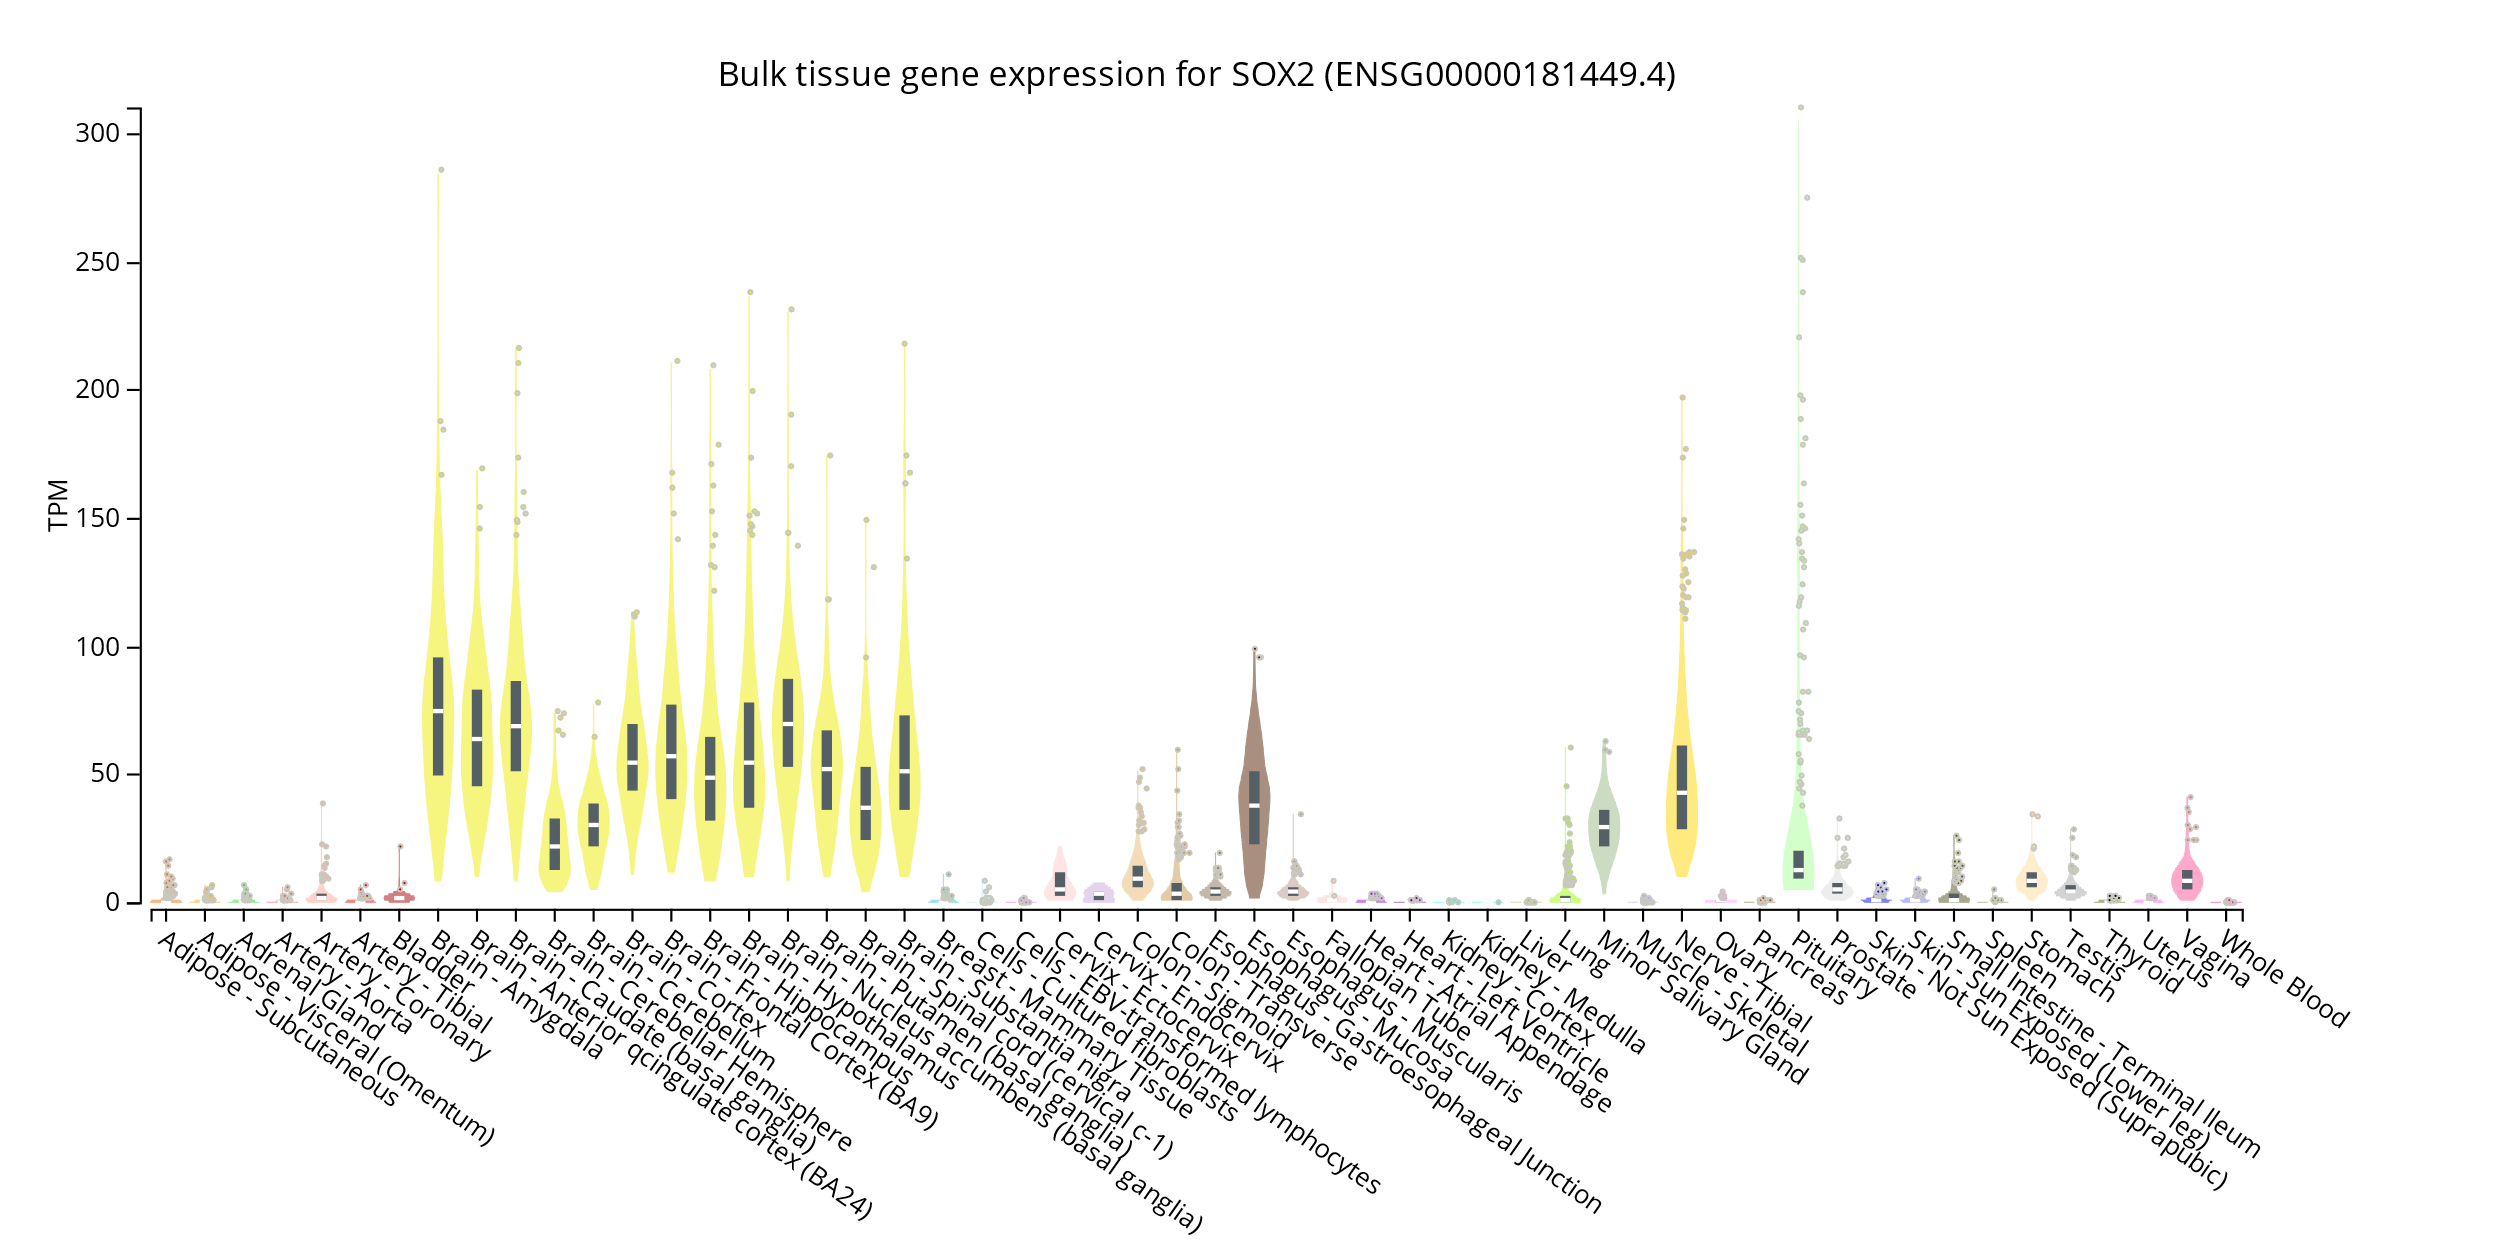 Bulk tissue gene expression for SOX2 (ENSG00000181449.4)
300
250
200
150
100
50
0
TPM
Adipose - Subcutaneous
Adipose - Visceral (Omentum)
Adrenal Gland
Artery - Aorta
Artery - Coronary
Artery - Tibial
Bladder
Brain - Amygdala
Brain - Anterior qcingulate cortex (BA24)
Brain - Caudate (basal ganglia)
Brain - Cerebellar Hemisphere
Brain - Cerebellum
Brain - Cortex
Brain - Frontal Cortex (BA9)
Brain - Hippocampus
Brain - Hypothalamus
Brain - Nucleus accumbens (basal ganglia)
Brain - Putamen (basal ganglia)
Brain - Spinal cord (cervical c-1)
Brain - Substantia nigra
Breast - Mammary Tissue
Cells - Cultured fibroblasts
Cells - EBV-transformed lymphocytes
Cervix - Ectocervix
Cervix - Endocervix
Colon - Sigmoid
Colon - Transverse
Esophagus - Gastroesophageal Junction
Esophagus - Mucosa
Esophagus - Muscularis
Fallopian Tube
Heart - Atrial Appendage
Heart - Left Ventricle
Kidney - Cortex
Kidney - Medulla
Liver
Lung
Minor Salivary Gland
Muscle - Skeletal
Nerve - Tibial
Ovary
Pancreas
Pituitary
Prostate
Skin - Not Sun Exposed (Suprapubic)
Skin - Sun Exposed (Lower leg)
Small Intestine - Terminal Ileum
Spleen
Stomach
Testis
Thyroid
Uterus
Vagina
Whole Blood